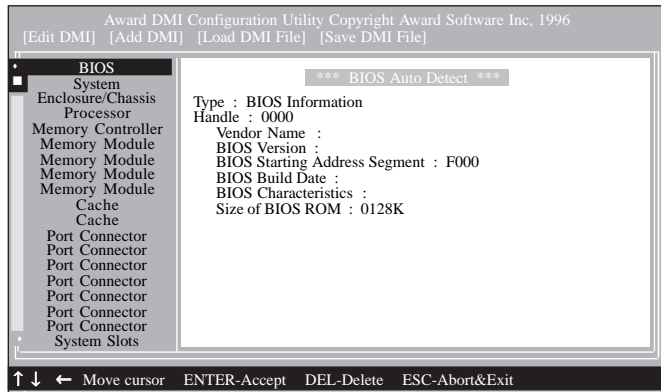 Award DMI Configuration Utility Copyright Award Software Inc, 1996
[Edit DMI] [Add DMI] [Load DMI File] [Save DMI File]
BIOS
System
Enclosure/Chassis
Processor
Memory Controller
Memory Module
Memory Module
Memory Module
Memory Module
Cache
Cache
Port Connector
Port Connector
Port Connector
Port Connector
Port Connector
Port Connector
Port Connector
System Slots
*** BIOS Auto Detect ***
Type : BIOS Information
Handle : 0000
Vendor Name :
BIOS Version :
BIOS Starting Address Segment : F000
BIOS Build Date :
BIOS Characteristics :
Size of BIOS ROM : 0128K
↑↓ ← Move cursor ENTER-Accept DEL-Delete ESC-Abort&Exit